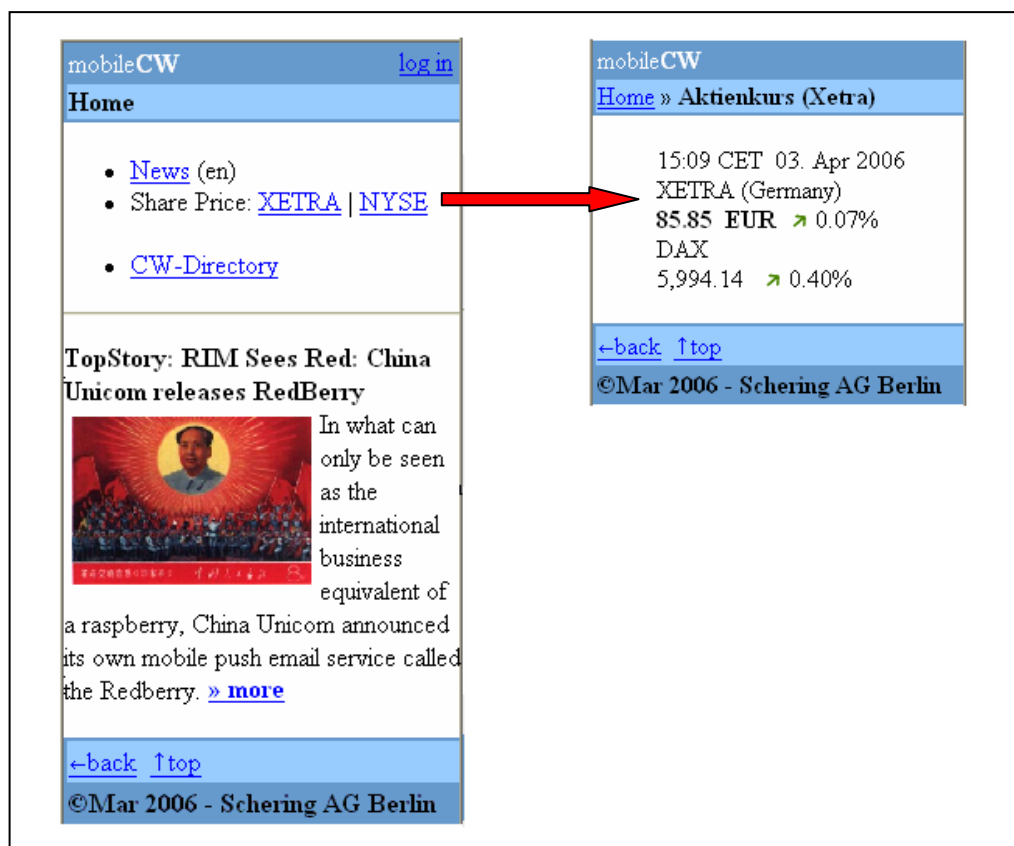 mobileCW log in
Home
• News (en)
• Share Price: XETRA | NYSE
• CW-Directory
TopStory: RIM Sees Red: China
Unicom releases RedBerry
In what can
only be seen
as the
international
business
equivalent of
a raspberry, China Unicom announced
its own mobile push email service called
the Redberry. » more
←back ↑top
©Mar 2006 - Schering AG Berlin
mobileCW
Home » Aktienkurs (Xetra)
15:09 CET 03. Apr 2006
XETRA (Germany)
85.85 EUR ↗ 0.07%
DAX
5,994.14 ↗ 0.40%
←back ↑top
©Mar 2006 - Schering AG Berlin